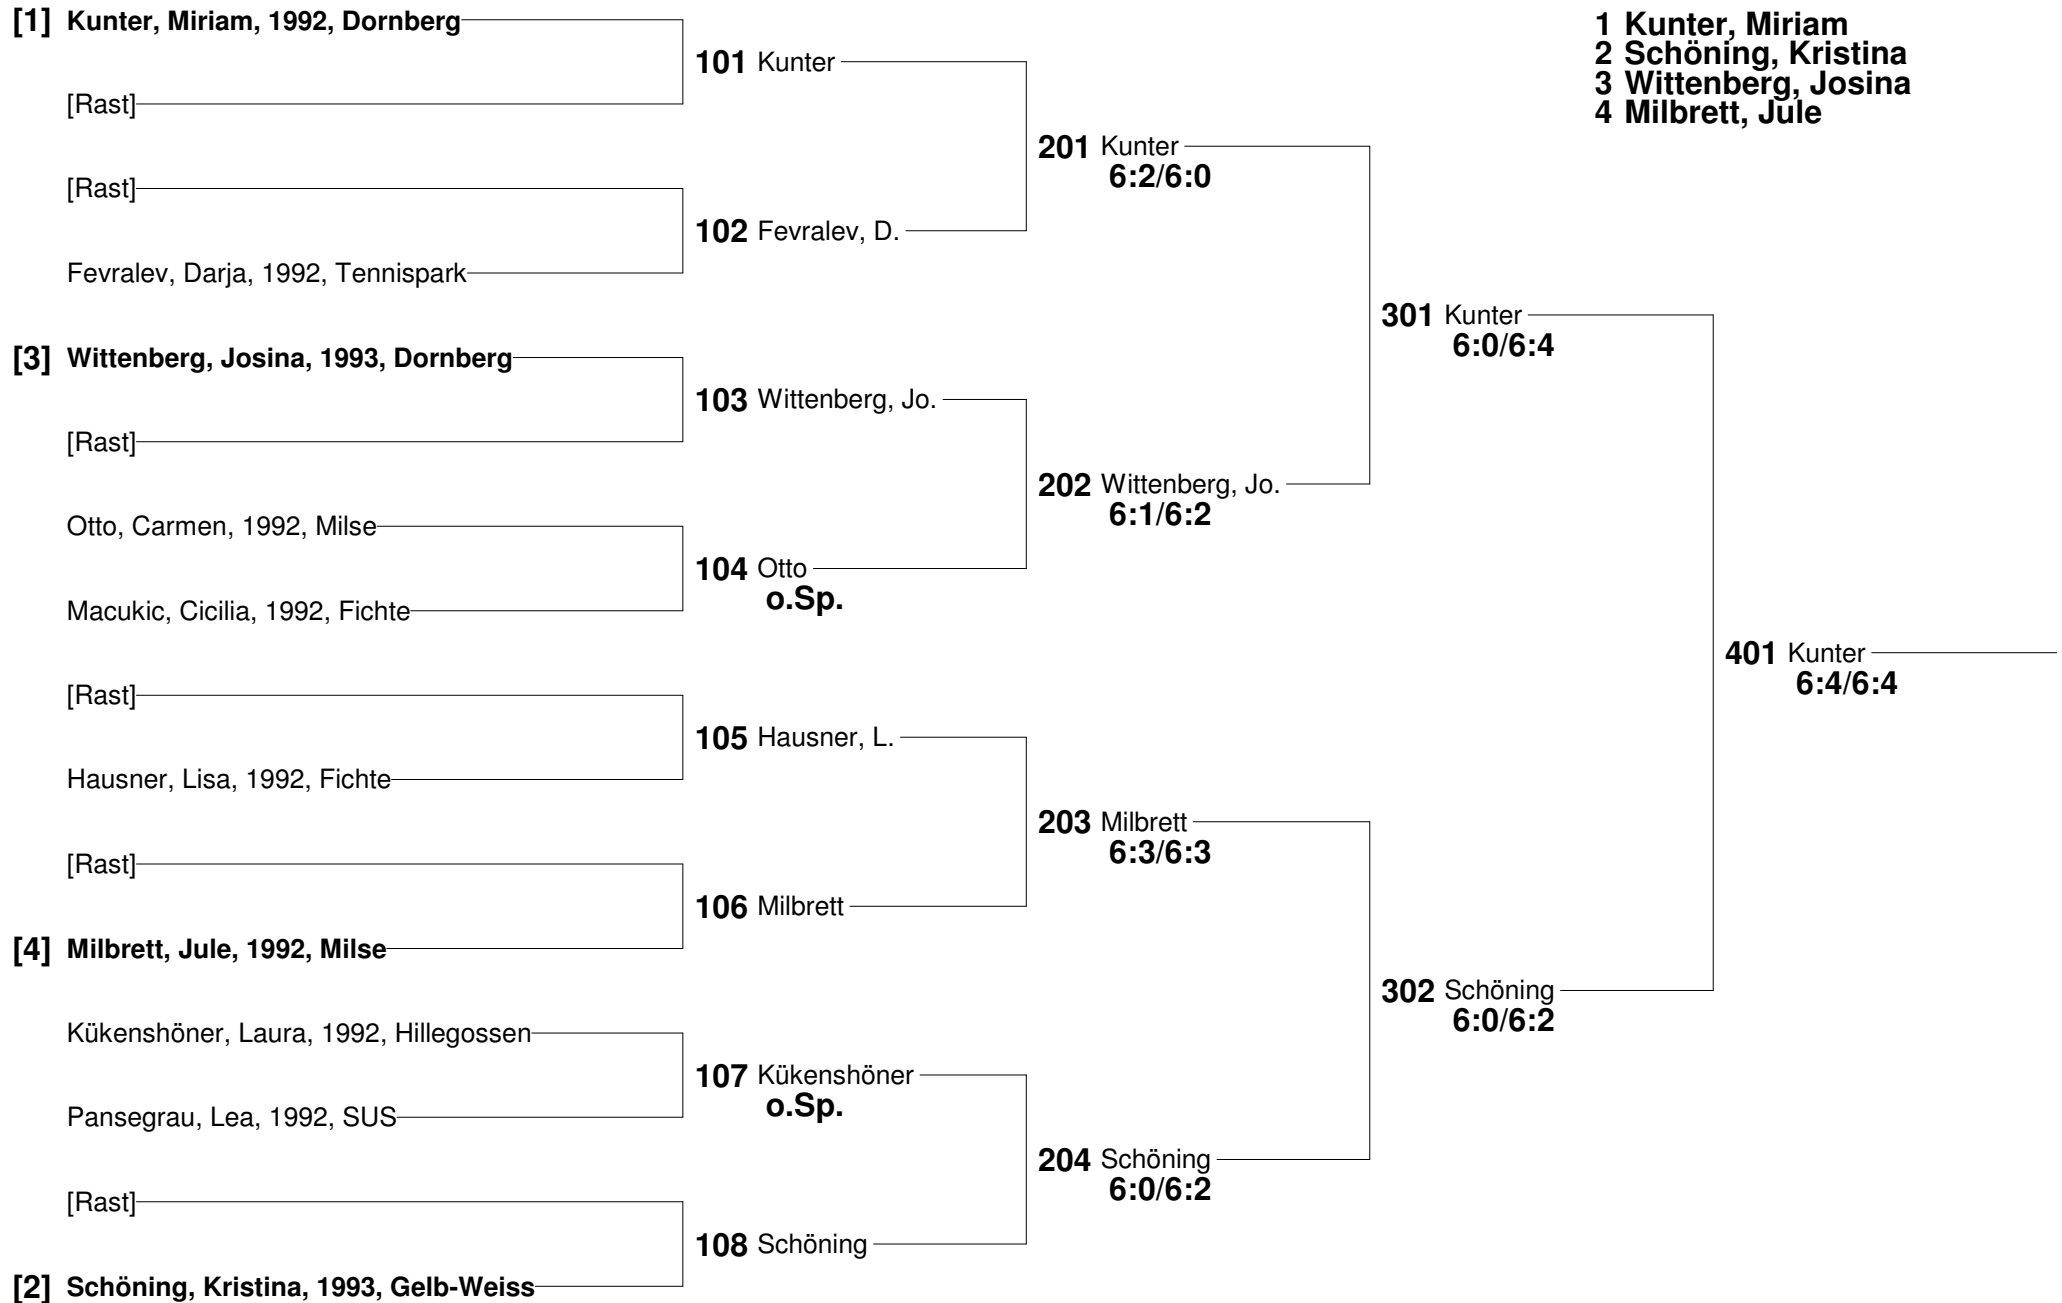 [1] Kunter, Miriam, 1992, Dornberg
[Rast]
[Rast]
Fevralev, Darja, 1992, Tennispark
[3] Wittenberg, Josina, 1993, Dornberg
[Rast]
Otto, Carmen, 1992, Milse
Macukic, Cicilia, 1992, Fichte
[Rast]
Hausner, Lisa, 1992, Fichte
[Rast]
[4] Milbrett, Jule, 1992, Milse
Kükenshöner, Laura, 1992, Hillegossen
Pansegrau, Lea, 1992, SUS
[Rast]
[2] Schöning, Kristina, 1993, Gelb-Weiss
101 Kunter
102 Fevralev, D.
103 Wittenberg, Jo.
104 Otto
o.Sp.
105 Hausner, L.
106 Milbrett
107 Kükenshöner
o.Sp.
108 Schöning
201 Kunter
6:2/6:0
202 Wittenberg, Jo.
6:1/6:2
203 Milbrett
6:3/6:3
204 Schöning
6:0/6:2
301 Kunter
6:0/6:4
302 Schöning
6:0/6:2
401 Kunter
6:4/6:4
1 Kunter, Miriam
2 Schöning, Kristina
3 Wittenberg, Josina
4 Milbrett, Jule